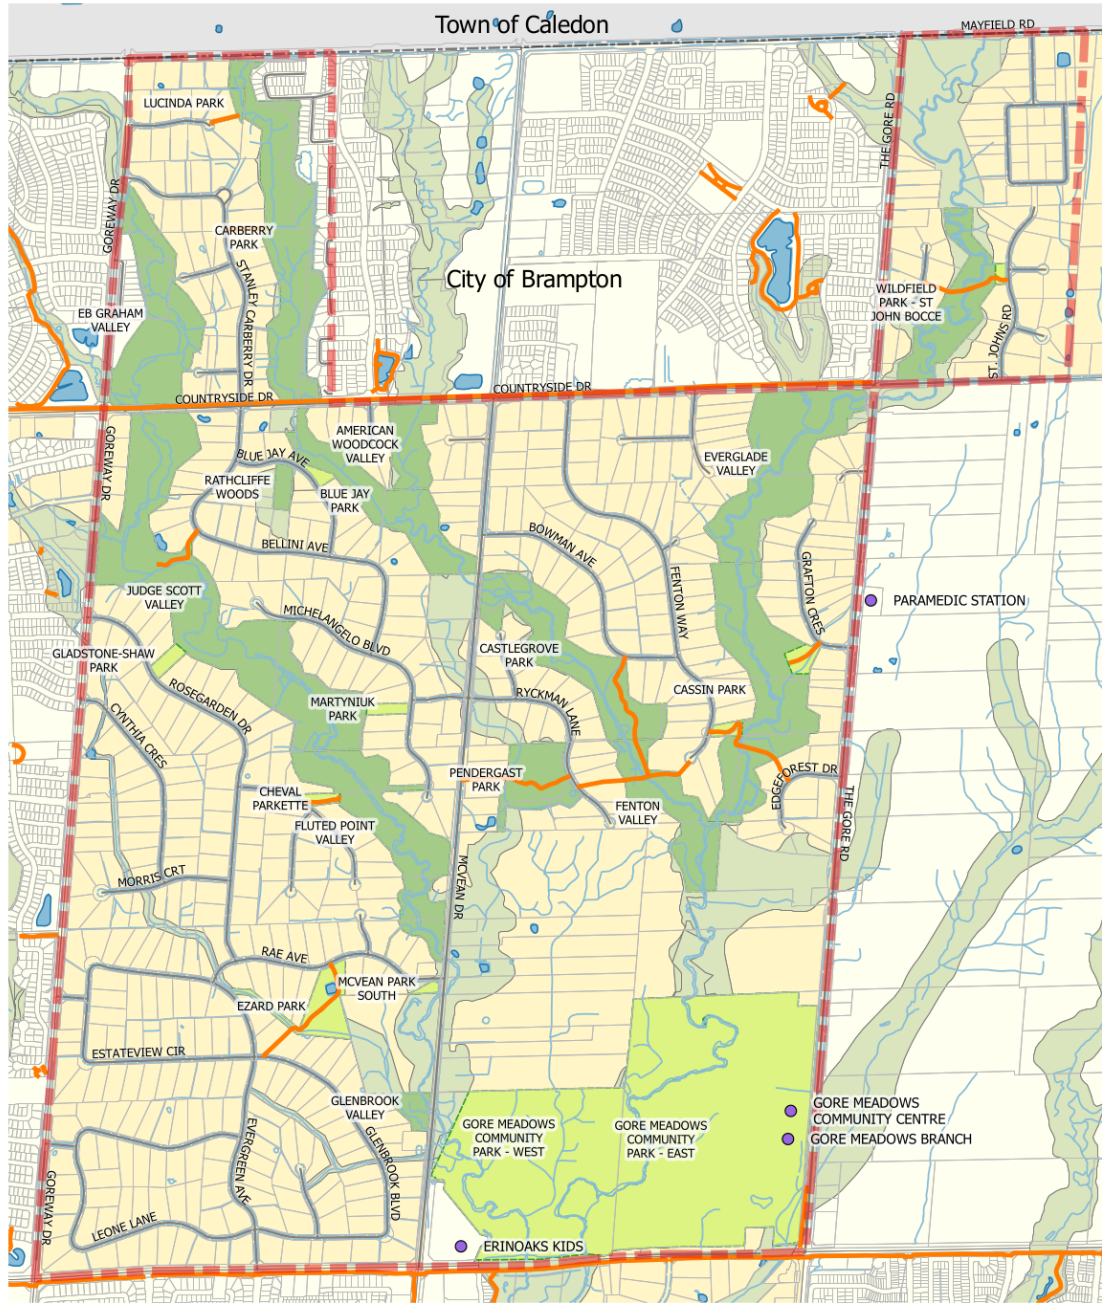 Town of Caledon
MAYFIELD RD
LUCINDA PARK
THE GORE RD
GOREWAY DR
CARBERRY
PARK
STANLEY CARBERRY DR
City of Brampton
EB GRAHAM
VALLEY
WILDFIELD
PARK - ST
JOHN BOCCE
ST. JOHNS RD
COUNTRYSIDE DR
COUNTRYSIDE DR
GOREWAY DR
AMERICAN
WOODCOCK
VALLEY
BLUE JAY AVE
EVERGLADE
VALLEY
RATHCLIFFE
WOODS
BLUE JAY
PARK
BELLINI AVE
BOWMAN AVE
FENTON WAY
GRAFTON CRES
JUDGE SCOTT
VALLEY
PARAMEDIC STATION
MICHELANGELO BLVD
GLADSTONE-SHAW
PARK
CASTLEGROVE
PARK
ROSEGARDEN DR
MARTYNIUK
PARK
RYCKMAN LANE
CASSIN PARK
CYNTHIA CRES
PENDERGAST
PARK
EDGEFOREST DR
CHEVAL
PARKETTE
FENTON
VALLEY
FLUTED POINT
VALLEY
THE GORE RD
MCVEAN DR
MORRIS CRT
RAE AVE
MCVEAN PARK
SOUTH
EZARD PARK
ESTATEVIEW CIR
GLENBROOK
VALLEY
GORE MEADOWS
COMMUNITY CENTRE
GORE MEADOWS
COMMUNITY
PARK - WEST
GORE MEADOWS
COMMUNITY
PARK - EAST
GORE MEADOWS BRANCH
EVERGREEN AVE
GLENBROOK BLVD
GOREWAY DR
LEONE LANE
ERINOAKS KIDS